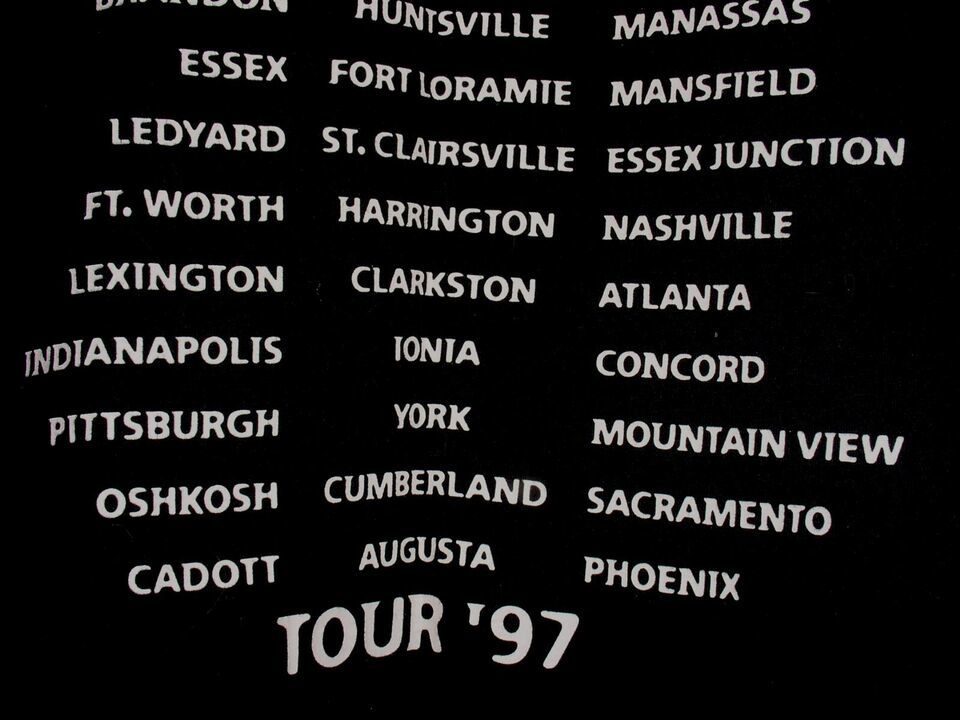 BRANDON HUNTSVILLE MANASSAS
ESSEX FORT LORAMIE MANSFIELD
LEDYARD ST. CLAIRSVILLE ESSEX JUNCTION
FT. WORTH HARRINGTON NASHVILLE
LEXINGTON CLARKSTON ATLANTA
INDIANAPOLIS IONIA CONCORD
PITTSBURGH YORK MOUNTAIN VIEW
OSHKOSH CUMBERLAND SACRAMENTO
CADOTT AUGUSTA PHOENIX
TOUR '97